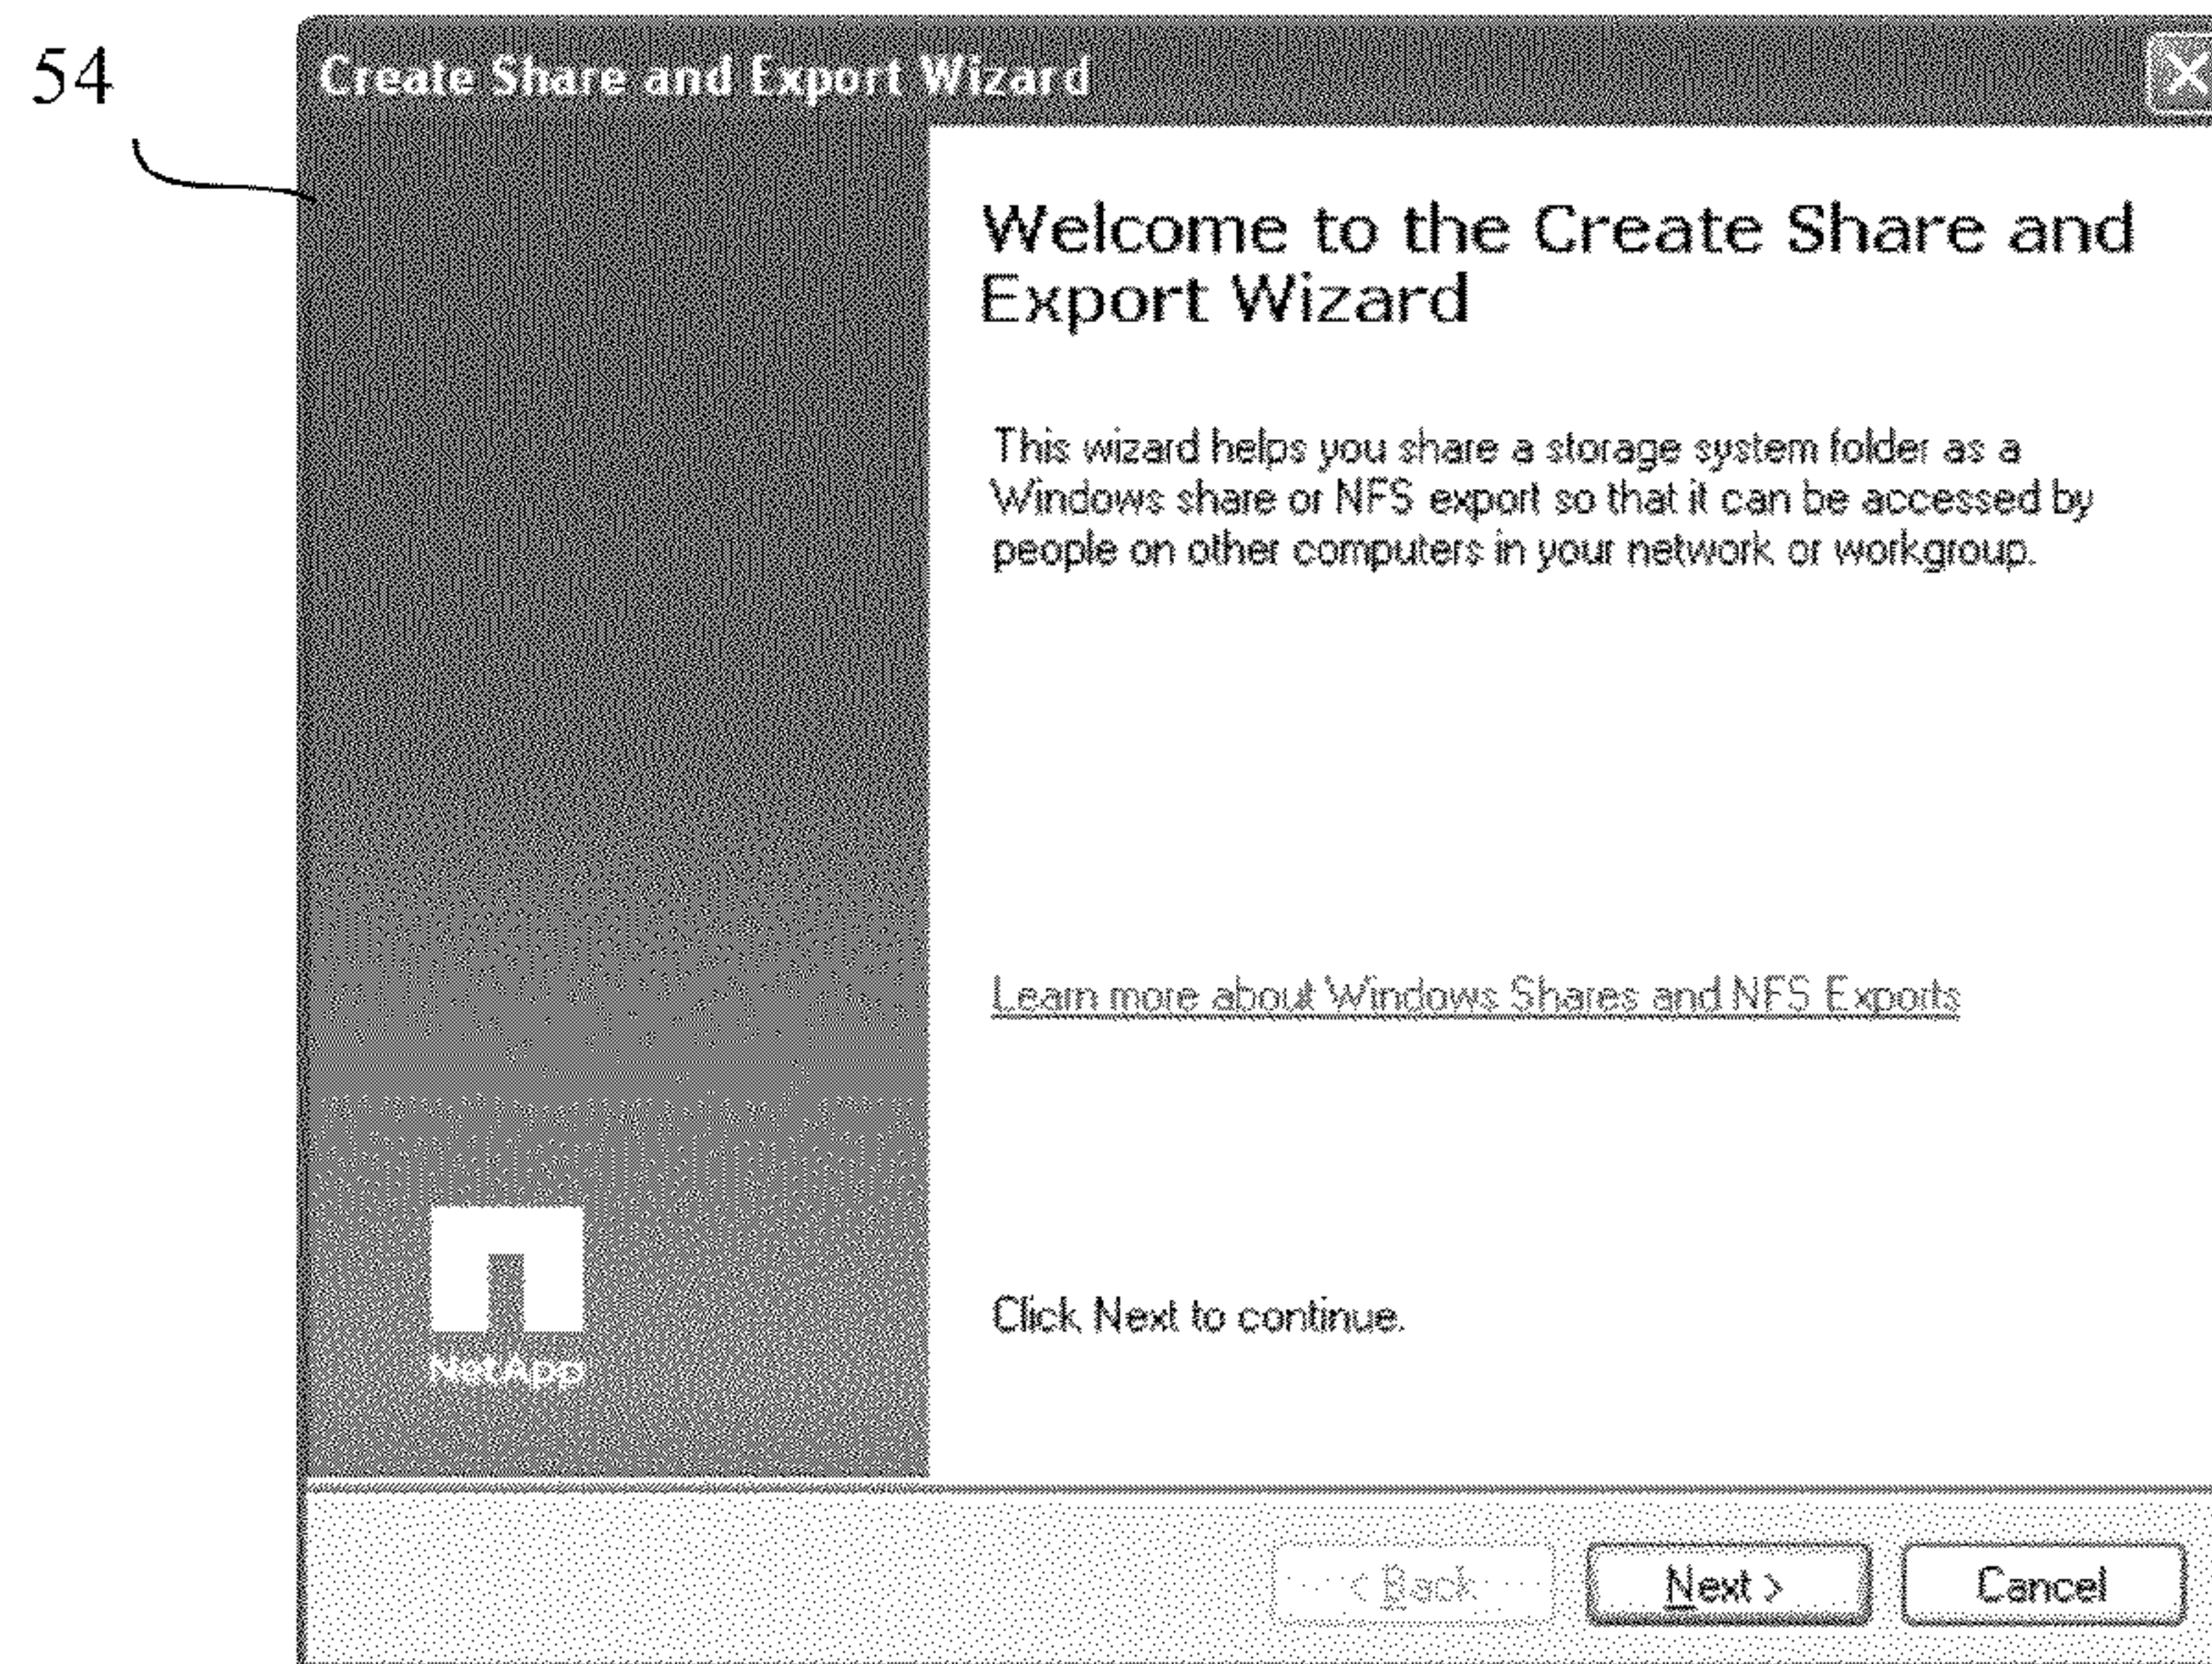 54
Create Share and Export Wizard
Welcome to the Create Share and
Export Wizard
This wizard helps you share a storage system folder as a
Windows share or NFS export so that it can be accessed by
people on other computers in your network or workgroup.
Learn more about Windows Shares and NFS Exports
Click Next to continue.
NetApp
< Back
Next >
Cancel